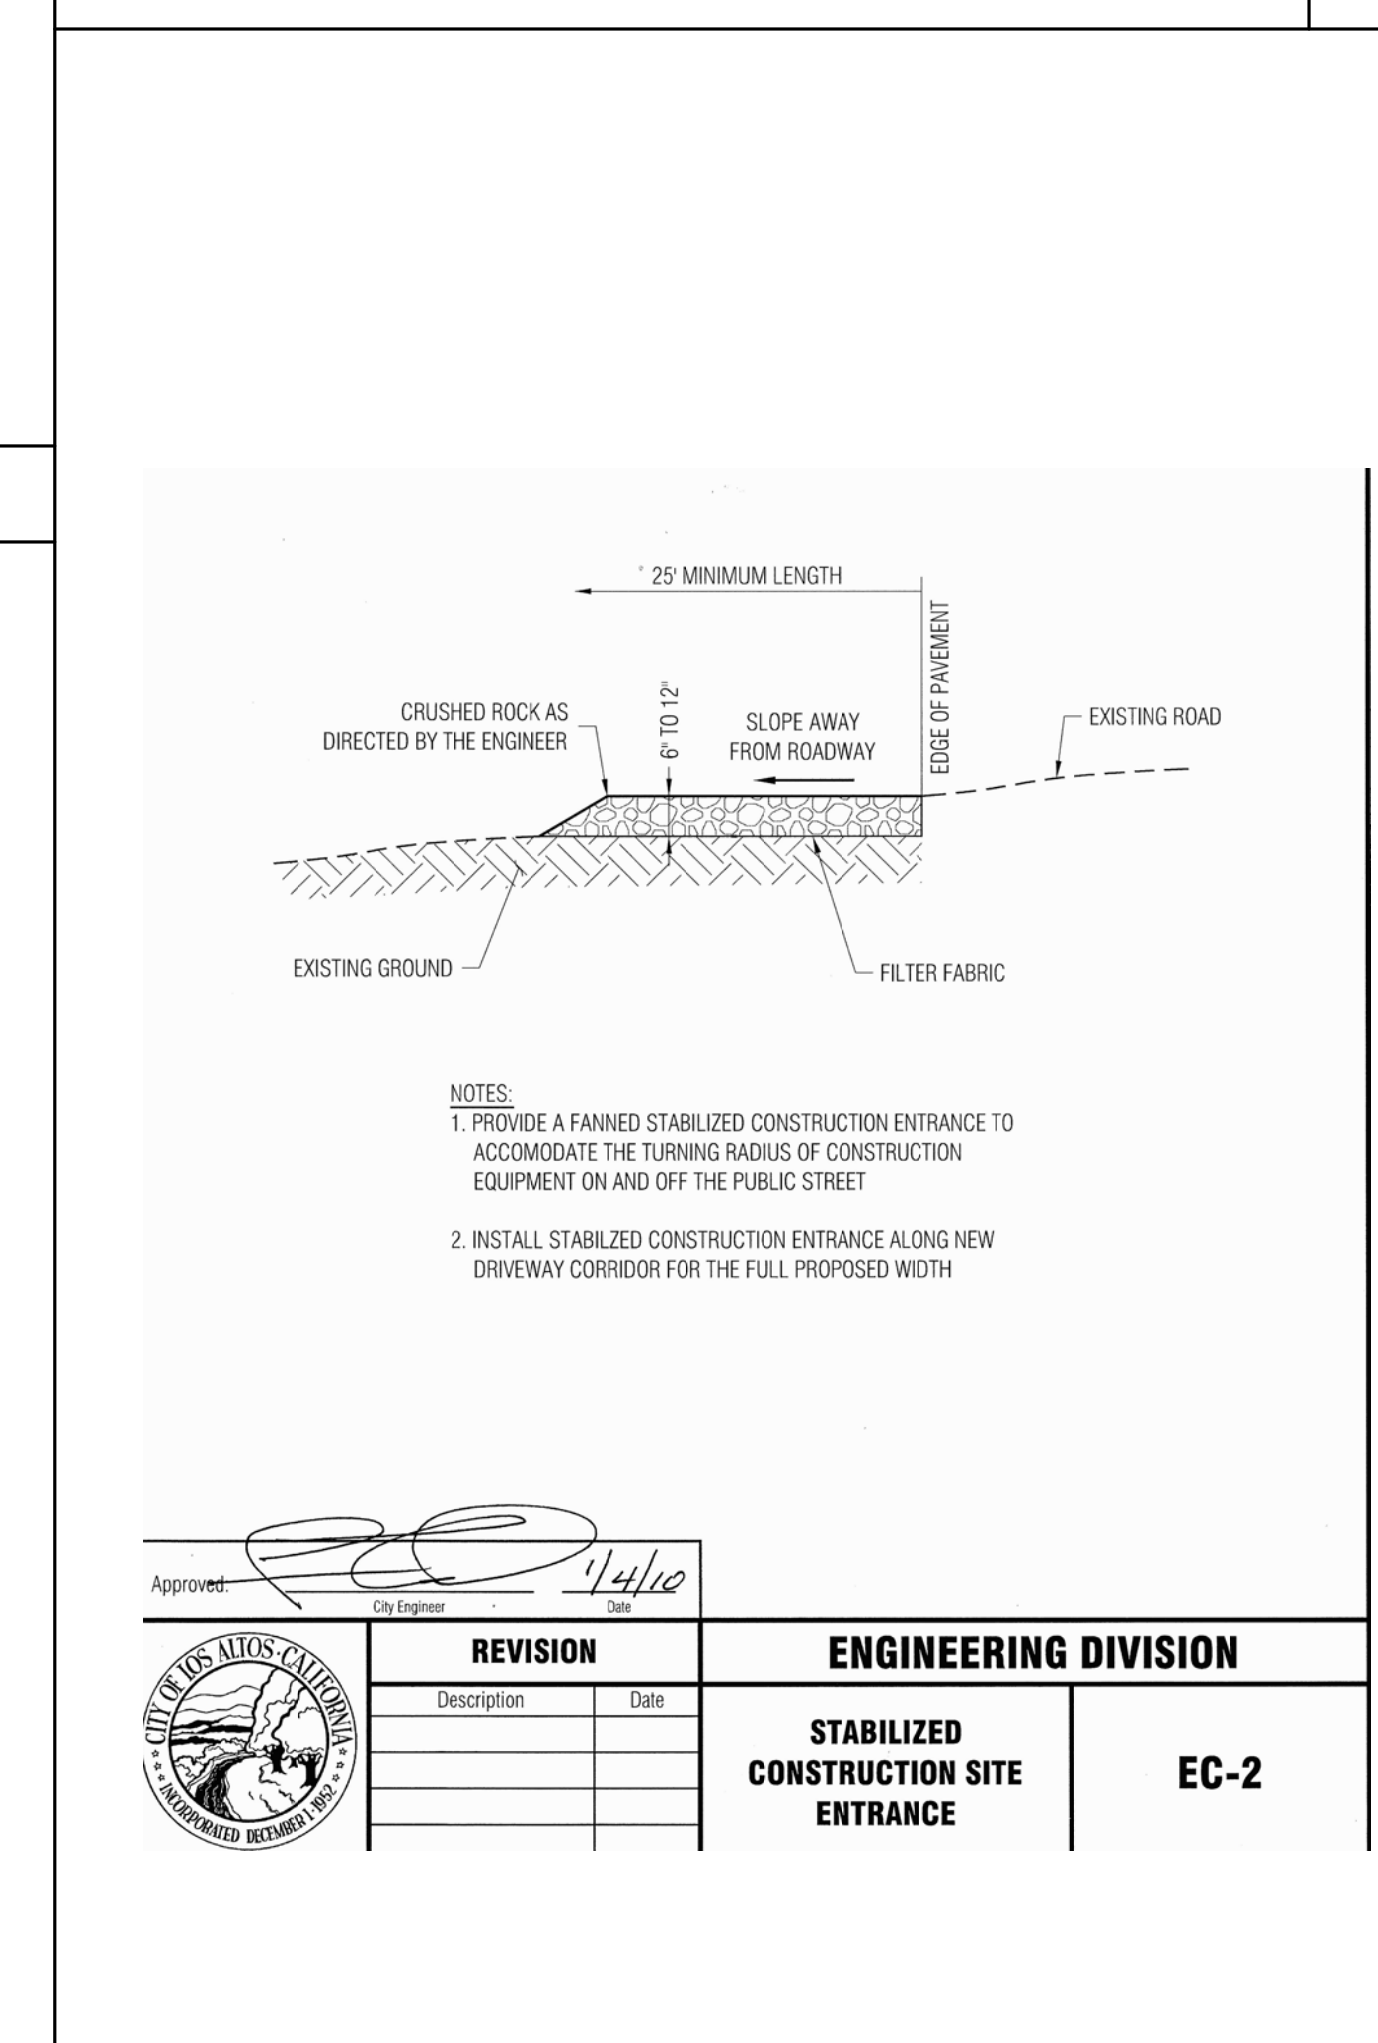 25' MINIMUM LENGTH
EDGE OF PAVEMENT
6" TO 12"
CRUSHED ROCK AS
DIRECTED BY THE ENGINEER
SLOPE AWAY
FROM ROADWAY
EXISTING ROAD
EXISTING GROUND
FILTER FABRIC
NOTES:
1. PROVIDE A FANNED STABILIZED CONSTRUCTION ENTRANCE TO
ACCOMODATE THE TURNING RADIUS OF CONSTRUCTION
EQUIPMENT ON AND OFF THE PUBLIC STREET
2. INSTALL STABILZED CONSTRUCTION ENTRANCE ALONG NEW
DRIVEWAY CORRIDOR FOR THE FULL PROPOSED WIDTH
Approved:
1/4/10
City Engineer
Date
CITY OF LOS ALTOS · CALIFORNIA
INCORPORATED DECEMBER 1 · 1952
REVISION
Description Date
ENGINEERING DIVISION
STABILIZED
CONSTRUCTION SITE
ENTRANCE
EC-2